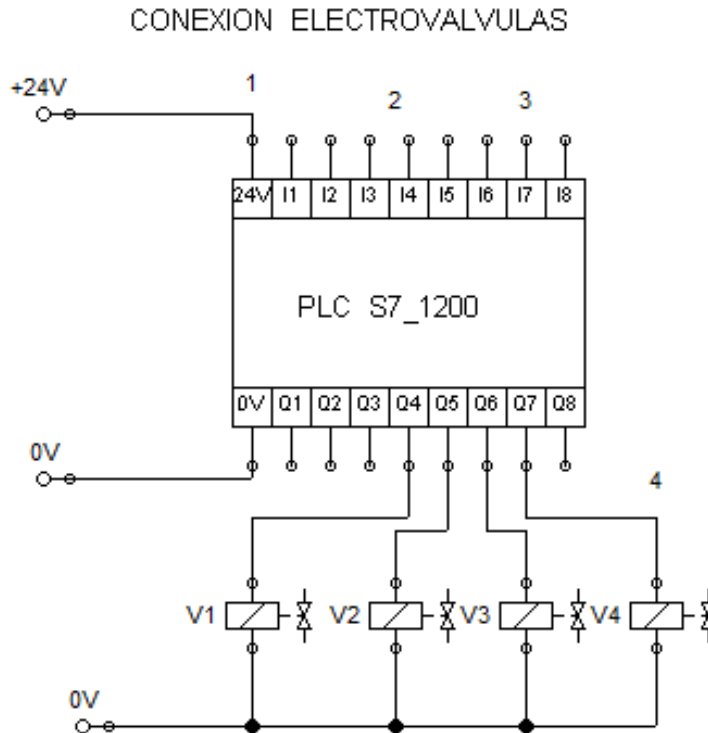 CONEXION ELECTROVALVULAS
1
+24V
2
3
24V I1 I2 I3 I4 I5 I6 I7 I8
PLC S7_1200
0V Q1 Q2 Q3 Q4 Q5 Q6 Q7 Q8
0V
4
V1 V2 V3 V4
0V